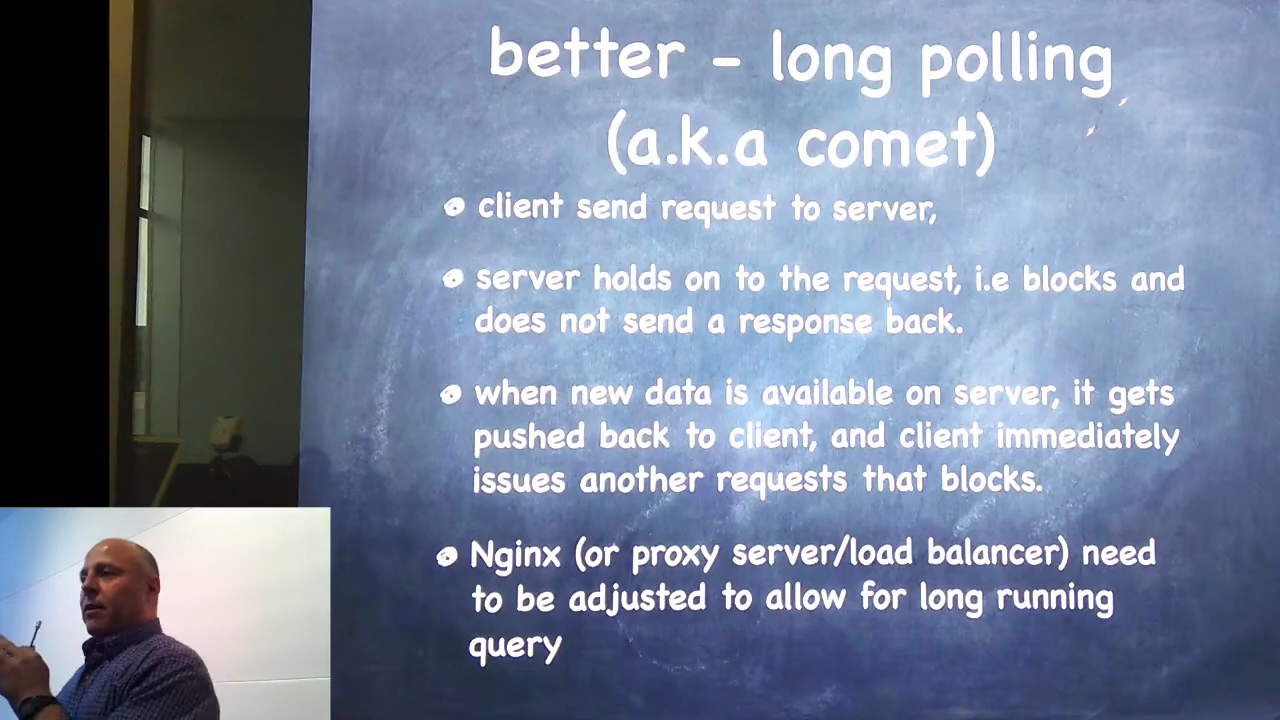 better - long polling
(a.k.a comet)
client send request to server,
server holds on to the request, i.e blocks and
does not send a response back.
when new data is available on server, it gets
pushed back to client, and client immediately
issues another requests that blocks.
Nginx (or proxy server/load balancer) need
to be adjusted to allow for long running
query